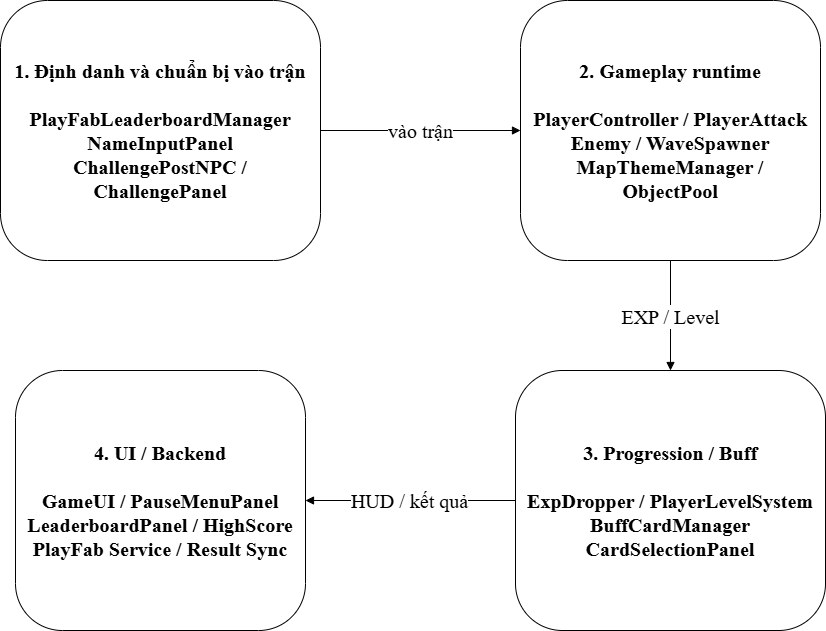 1. Định danh và chuẩn bị vào trận
PlayFabLeaderboardManager
NameInputPanel
ChallengePostNPC /
ChallengePanel
vào trận
2. Gameplay runtime
PlayerController / PlayerAttack
Enemy / WaveSpawner
MapThemeManager /
ObjectPool
EXP / Level
3. Progression / Buff
ExpDropper / PlayerLevelSystem
BuffCardManager
CardSelectionPanel
HUD / kết quả
4. UI / Backend
GameUI / PauseMenuPanel
LeaderboardPanel / HighScore
PlayFab Service / Result Sync